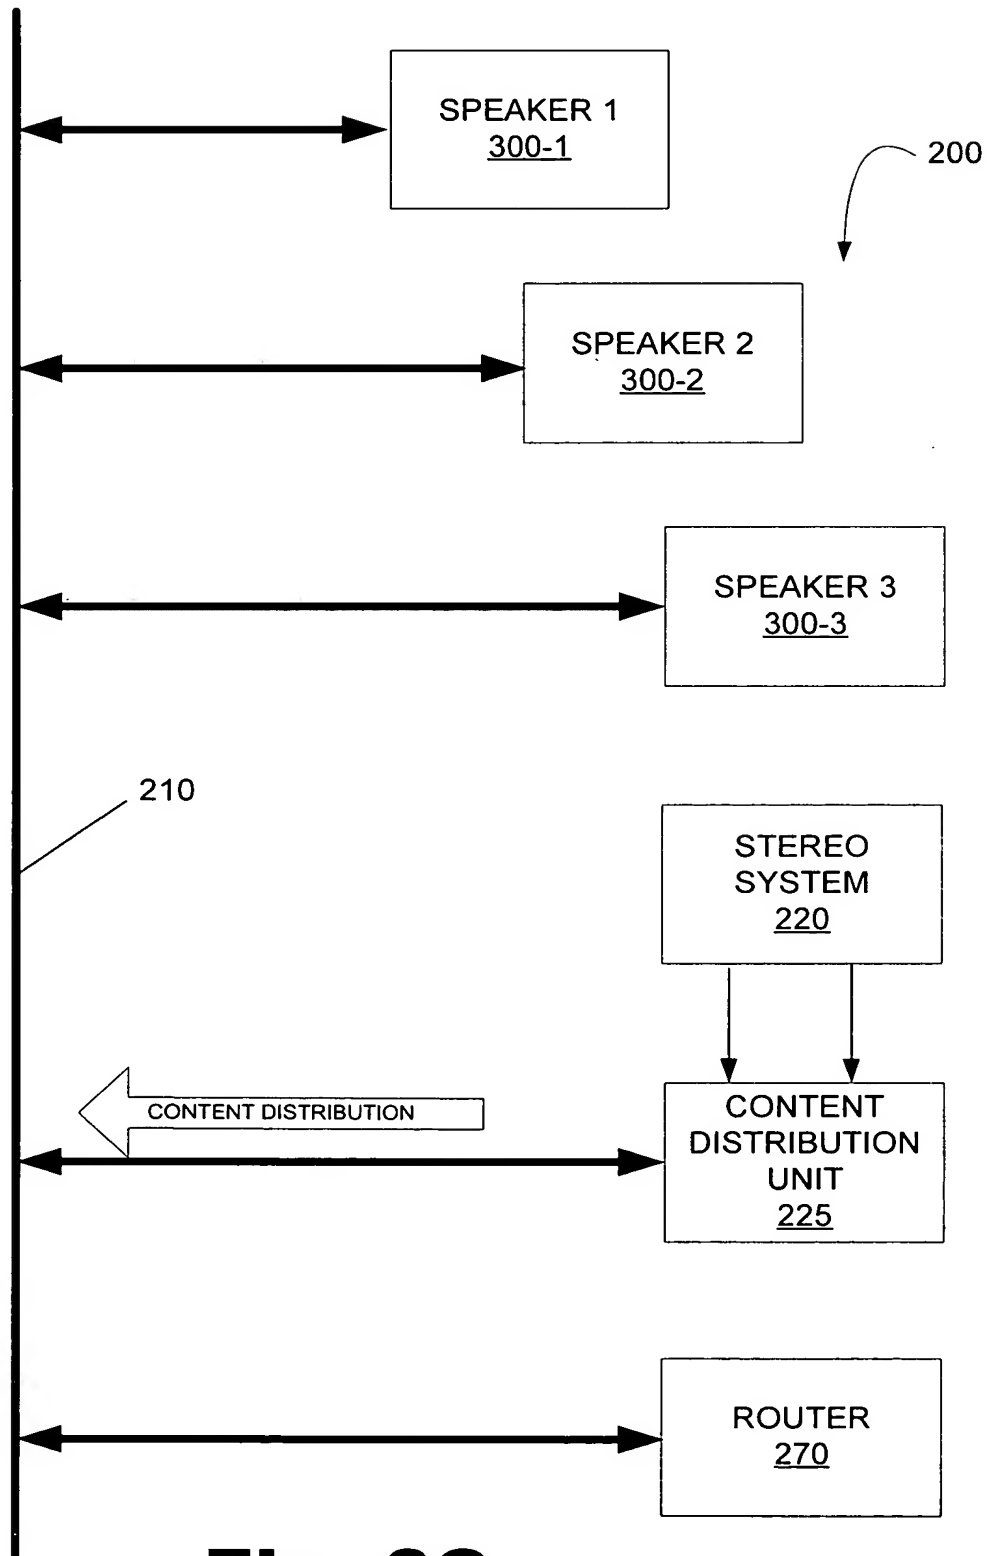 SPEAKER 1
300-1
200
SPEAKER 2
300-2
SPEAKER 3
300-3
210
STEREO
SYSTEM
220
CONTENT DISTRIBUTION
CONTENT
DISTRIBUTION
UNIT
225
ROUTER
270